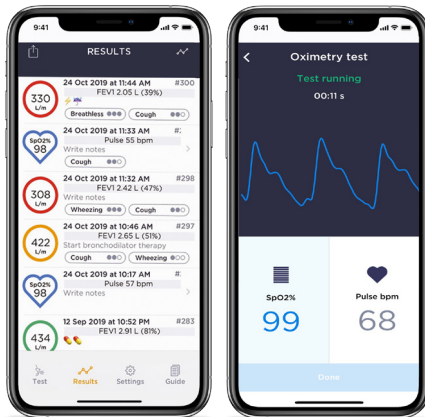 9:41
RESULTS
24 Oct 2019 at 11:44 AM #300
330 L/m
FEV1 2.05 L (39%)
Breathless Cough
24 Oct 2019 at 11:33 AM #:
SpO2% 98
Pulse 55 bpm
Write notes
Cough
24 Oct 2019 at 11:32 AM #298
308 L/m
FEV1 2.42 L (47%)
Wheezing Cough
24 Oct 2019 at 10:46 AM #297
422 L/m
FEV1 2.65 L (51%)
Start bronchodilator therapy
Cough Wheezing
24 Oct 2019 at 10:17 AM #.
SpO2% 98
Pulse 57 bpm
Write notes
12 Sep 2019 at 10:52 PM #283
434 L/m
FEV1 2.91 L (81%)
Test Results Settings Guide
9:41
Oximetry test
Test running
00:11 s
SpO2% Pulse bpm
99 68
Done